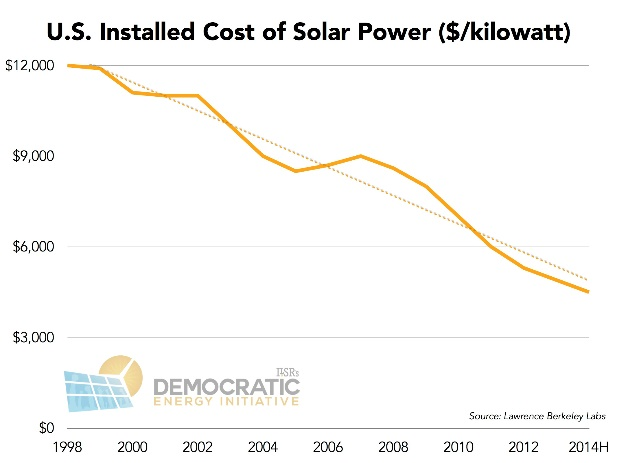 U.S. Installed Cost of Solar Power ($/kilowatt)
$12,000
$9,000
$6,000
$3,000
$0
ILSR's
DEMOCRATIC
ENERGY INITIATIVE
Source: Lawrence Berkeley Labs
1998 2000 2002 2004 2006 2008 2010 2012 2014H